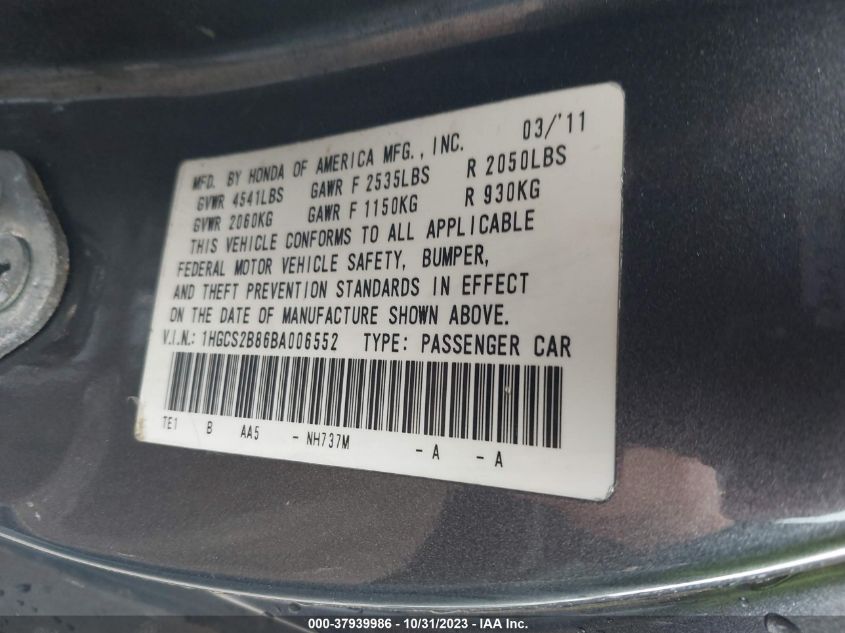 MFD. BY HONDA OF AMERICA MFG., INC. 03/'11
GVWR 4541LBS GAWR F 2535LBS R 2050LBS
GVWR 2060KG GAWR F 1150KG R 930KG
THIS VEHICLE CONFORMS TO ALL APPLICABLE
FEDERAL MOTOR VEHICLE SAFETY, BUMPER,
AND THEFT PREVENTION STANDARDS IN EFFECT
ON THE DATE OF MANUFACTURE SHOWN ABOVE.
V.I.N.: 1HGCS2B86BA006552 TYPE: PASSENGER CAR
TE1 B AA5 - NH737M - A - A
000-37939986 - 10/31/2023 - IAA Inc.